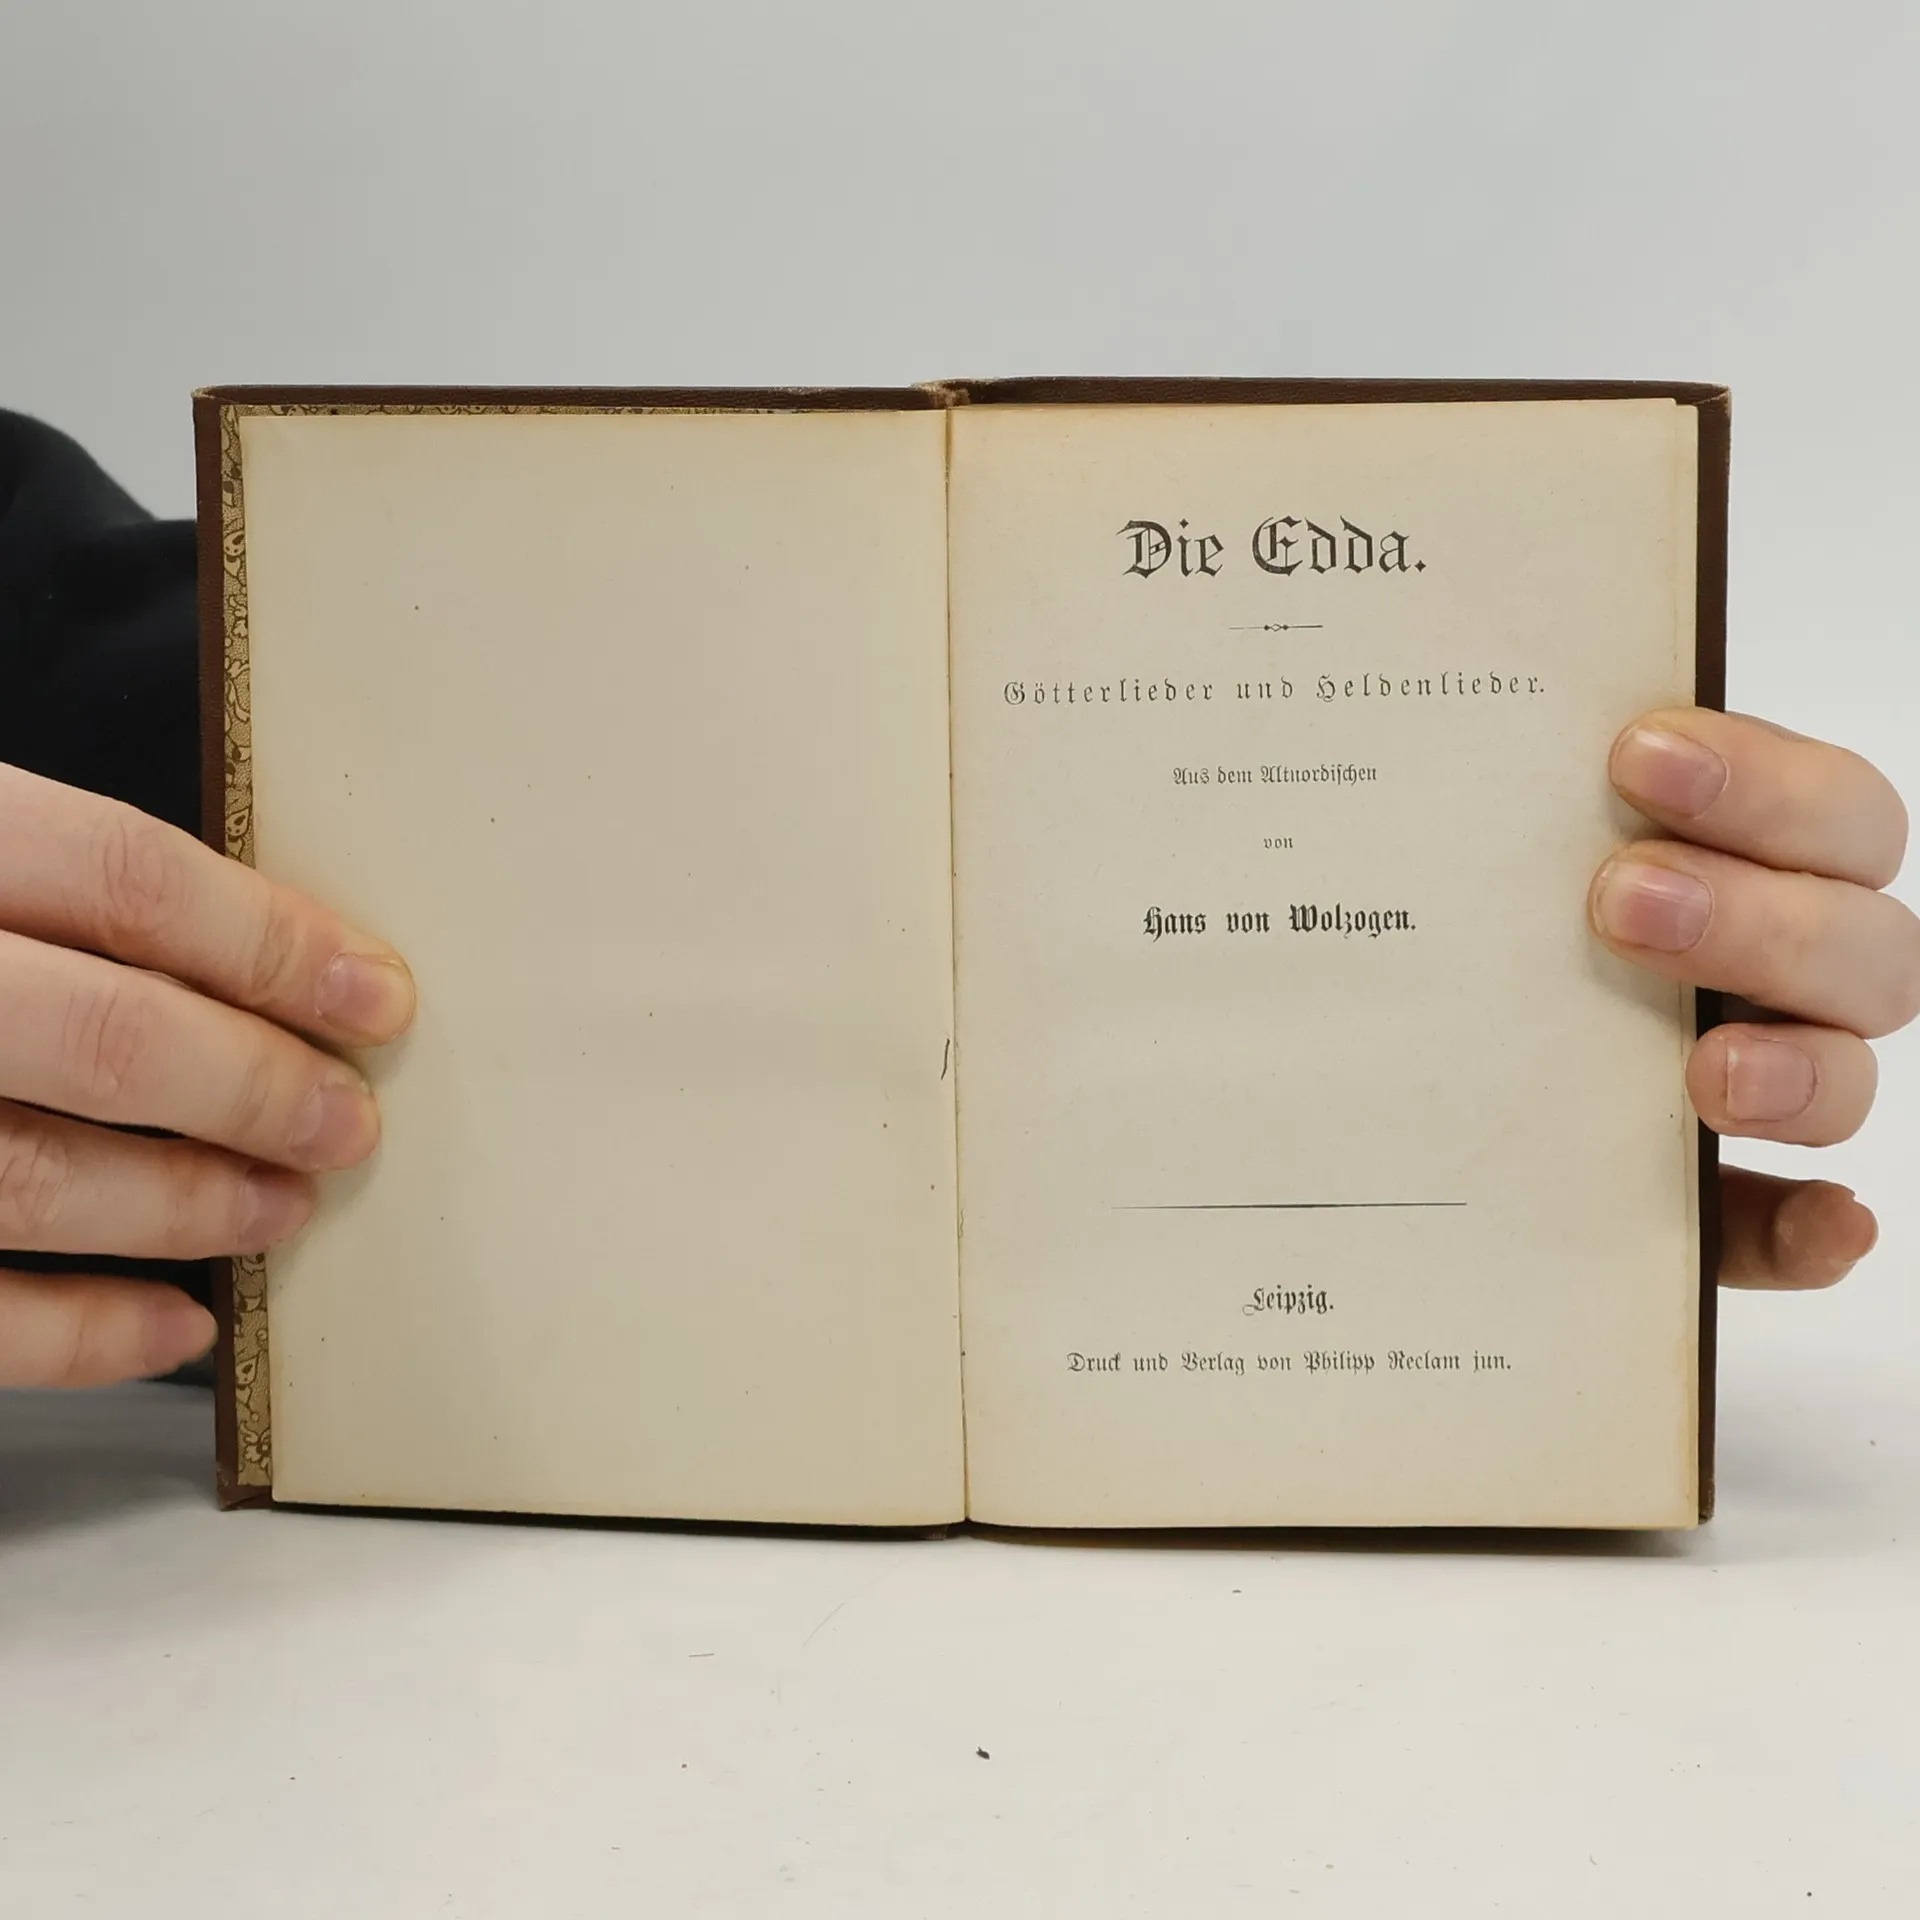 Die Edda.
Götterlieder und Heldenlieder.
Aus dem Altnordischen
von
Hans von Wolzogen.
Leipzig.
Druck und Verlag von Philipp Reclam jun.